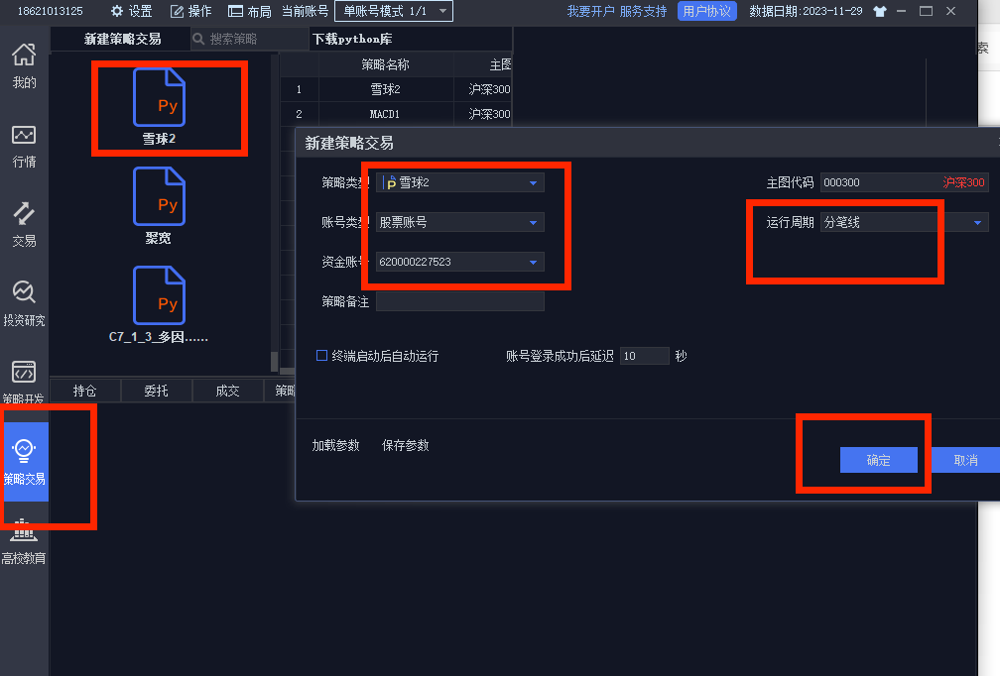 18621013125 设置 操作 布局 当前账号 单账号模式 1/1 我要开户 服务支持 用户协议 数据日期:2023-11-29
新建策略交易 搜索策略 下载python库
我的
行情
交易
投资研究
策略开发
策略交易
高校教育
Py
雪球2
Py
聚宽
Py
C7_1_3_多因......
策略名称 主图
1 雪球2 沪深300
2 MACD1 沪深300
持仓 委托 成交 策略
新建策略交易
策略类型 雪球2 主图代码 000300 沪深300
账号类型 股票账号 运行周期 分笔线
资金账号 620000227523
策略备注
终端启动后自动运行 账号登录成功后延迟 10 秒
加载参数 保存参数
确定 取消
索